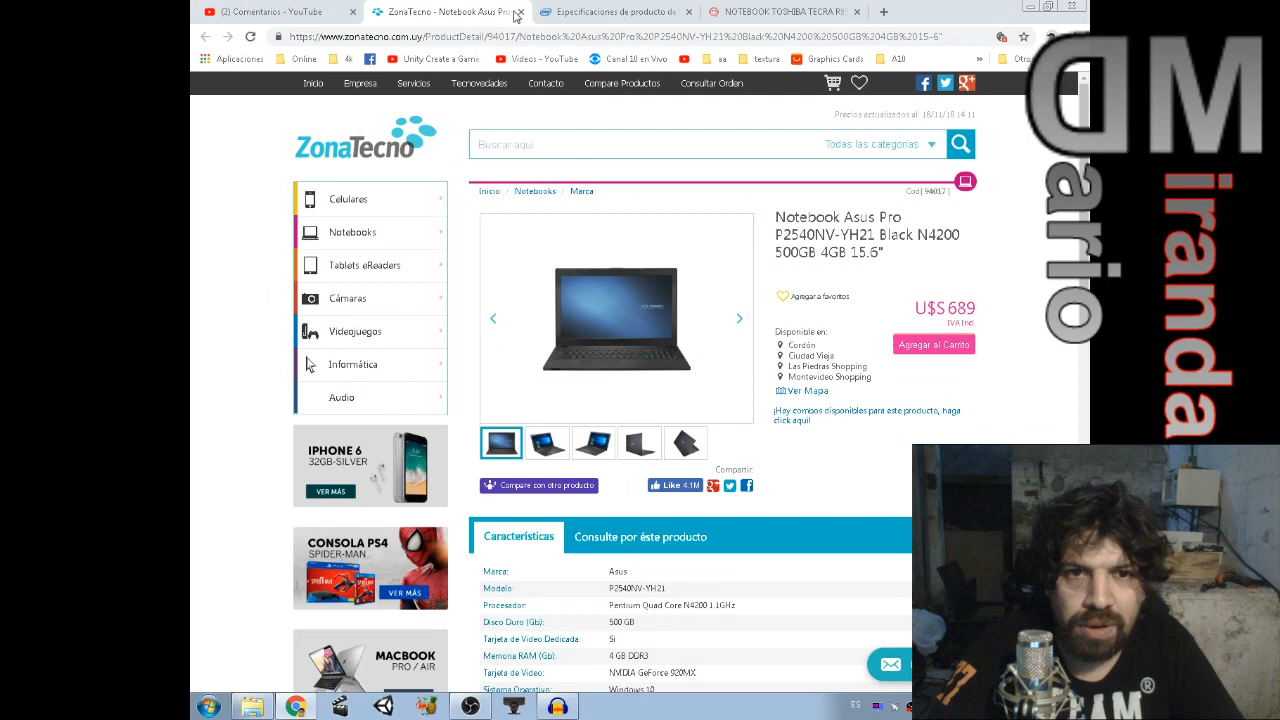 (2) Comentarios - YouTube
ZonaTecno - Notebook Asus Pro
Especificaciones de producto de
NOTEBOOK TOSHIBA TECRA R9
https://www.zonatecno.com.uy/ProductDetail/94017/Notebook%20Asus%20Pro%20P2540NV-YH21%20Black%20N4200%20500GB%204GB%2015-6"
Aplicaciones
Online
4k
Unity Create a Game
Videos - YouTube
Canal 10 en Vivo
aa
textura
Graphics Cards
A10
»
Otro
Inicio
Empresa
Servicios
Tecnovedades
Contacto
Compare Productos
Consultar Orden
Precios actualizados al: 18/11/18 14:11
ZonaTecno
Buscar aqui
Todas las categorías
Inicio / Notebooks / Marca
Cod[ 94017 ]
Celulares
Notebooks
Tablets eReaders
Cámaras
Videojuegos
Informática
Audio
Notebook Asus Pro
P2540NV-YH21 Black N4200
500GB 4GB 15.6"
Agregar a favoritos
U$S 689
IVA Incl.
Disponible en:
Agregar al Carrito
Cordón
Ciudad Vieja
Las Piedras Shopping
Montevideo Shopping
Ver Mapa
¡Hay combos disponibles para este producto, haga
click aquí!
IPHONE 6
32GB-SILVER
VER MÁS
Compartir:
Compare con otro producto
Like 4.1M
CONSOLA PS4
SPIDER-MAN
VER MÁS
MACBOOK
PRO / AIR
Características
Consulte por éste producto
Marca: Asus
Modelo: P2540NV-YH21
Procesador: Pentium Quad Core N4200 1.1GHz
Disco Duro (Gb): 500 GB
Tarjeta de Video Dedicada: Si
Memoria RAM (Gb): 4 GB DDR3
Tarjeta de Video: NVIDIA GeForce 920MX
Sistema Operativo: Windows 10
ES
Dario
Miranda